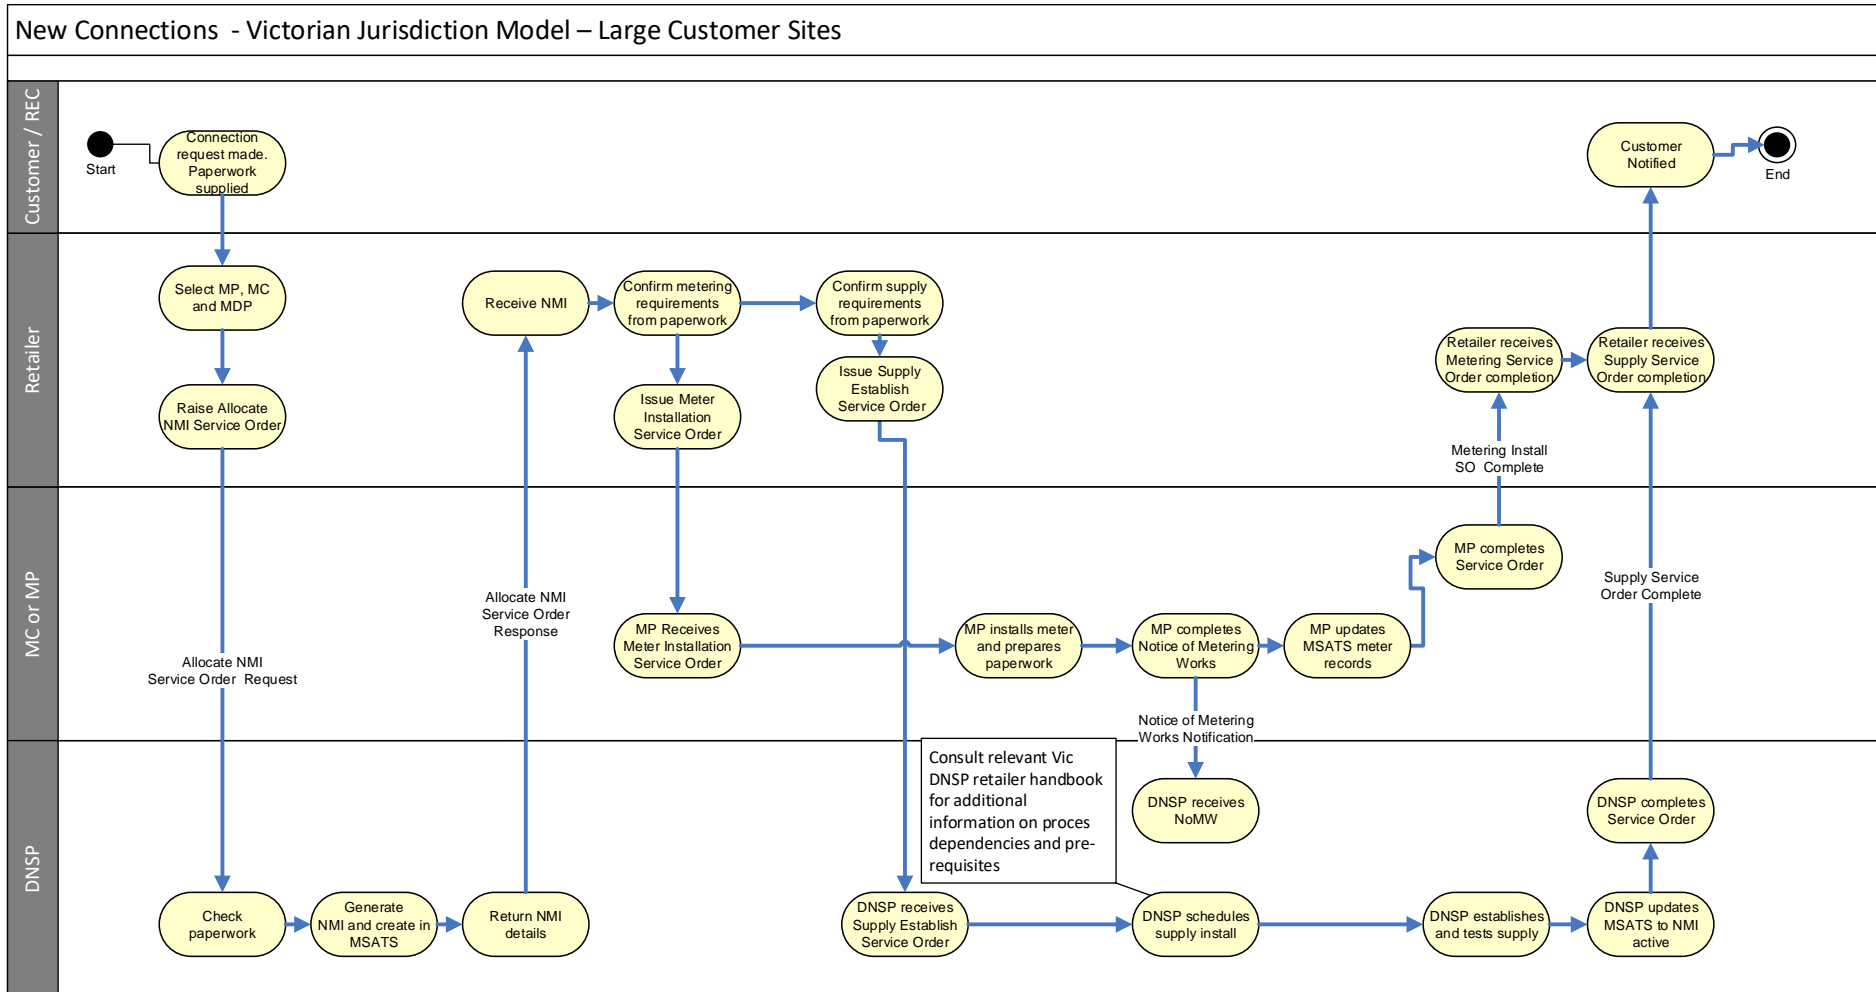 New Connections - Victorian Jurisdiction Model – Large Customer Sites
Customer / REC
Start
Connection
request made.
Paperwork
supplied
Customer
Notified
End
Retailer
Select MP, MC
and MDP
Raise Allocate
NMI Service Order
Receive NMI
Confirm metering
requirements
from paperwork
Issue Meter
Installation
Service Order
Confirm supply
requirements
from paperwork
Issue Supply
Establish
Service Order
Retailer receives
Metering Service
Order completion
Retailer receives
Supply Service
Order completion
Metering Install
SO Complete
MC or MP
Allocate NMI
Service Order Request
Allocate NMI
Service Order
Response
MP Receives
Meter Installation
Service Order
MP installs meter
and prepares
paperwork
MP completes
Notice of Metering
Works
MP updates
MSATS meter
records
MP completes
Service Order
Supply Service
Order Complete
Notice of Metering
Works Notification
DNSP
Consult relevant Vic
DNSP retailer handbook
for additional
information on proces
dependencies and pre-
requisites
DNSP receives
NoMW
DNSP completes
Service Order
Check
paperwork
Generate
NMI and create in
MSATS
Return NMI
details
DNSP receives
Supply Establish
Service Order
DNSP schedules
supply install
DNSP establishes
and tests supply
DNSP updates
MSATS to NMI
active